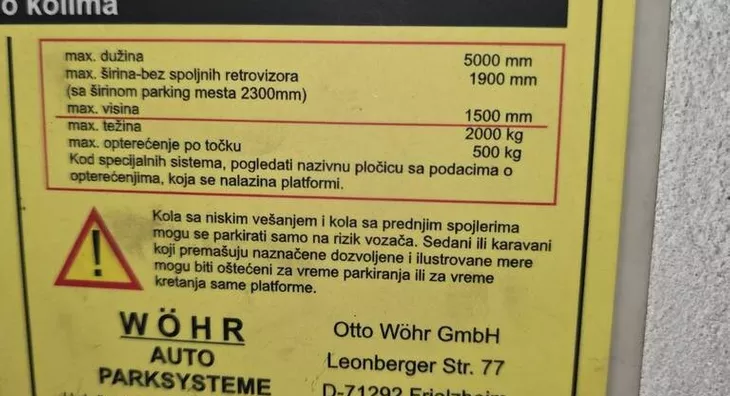 o kolima
max. dužina 5000 mm
max. širina-bez spoljnih retrovizora 1900 mm
(sa širinom parking mesta 2300mm)
max. visina 1500 mm
max. težina 2000 kg
max. opterećenje po točku 500 kg
Kod specijalnih sistema, pogledati nazivnu pločicu sa podacima o
opterećenjima, koja se nalazina platformi.
Kola sa niskim vešanjem i kola sa prednjim spojlerima
mogu se parkirati samo na rizik vozača. Sedani ili karavani
koji premašuju naznačene dozvoljene i ilustrovane mere
mogu biti oštećeni za vreme parkiranja ili za vreme
kretanja same platforme.
WÖHR
AUTO
PARKSYSTEME
Otto Wöhr GmbH
Leonberger Str. 77
D-71292 Friolzheim